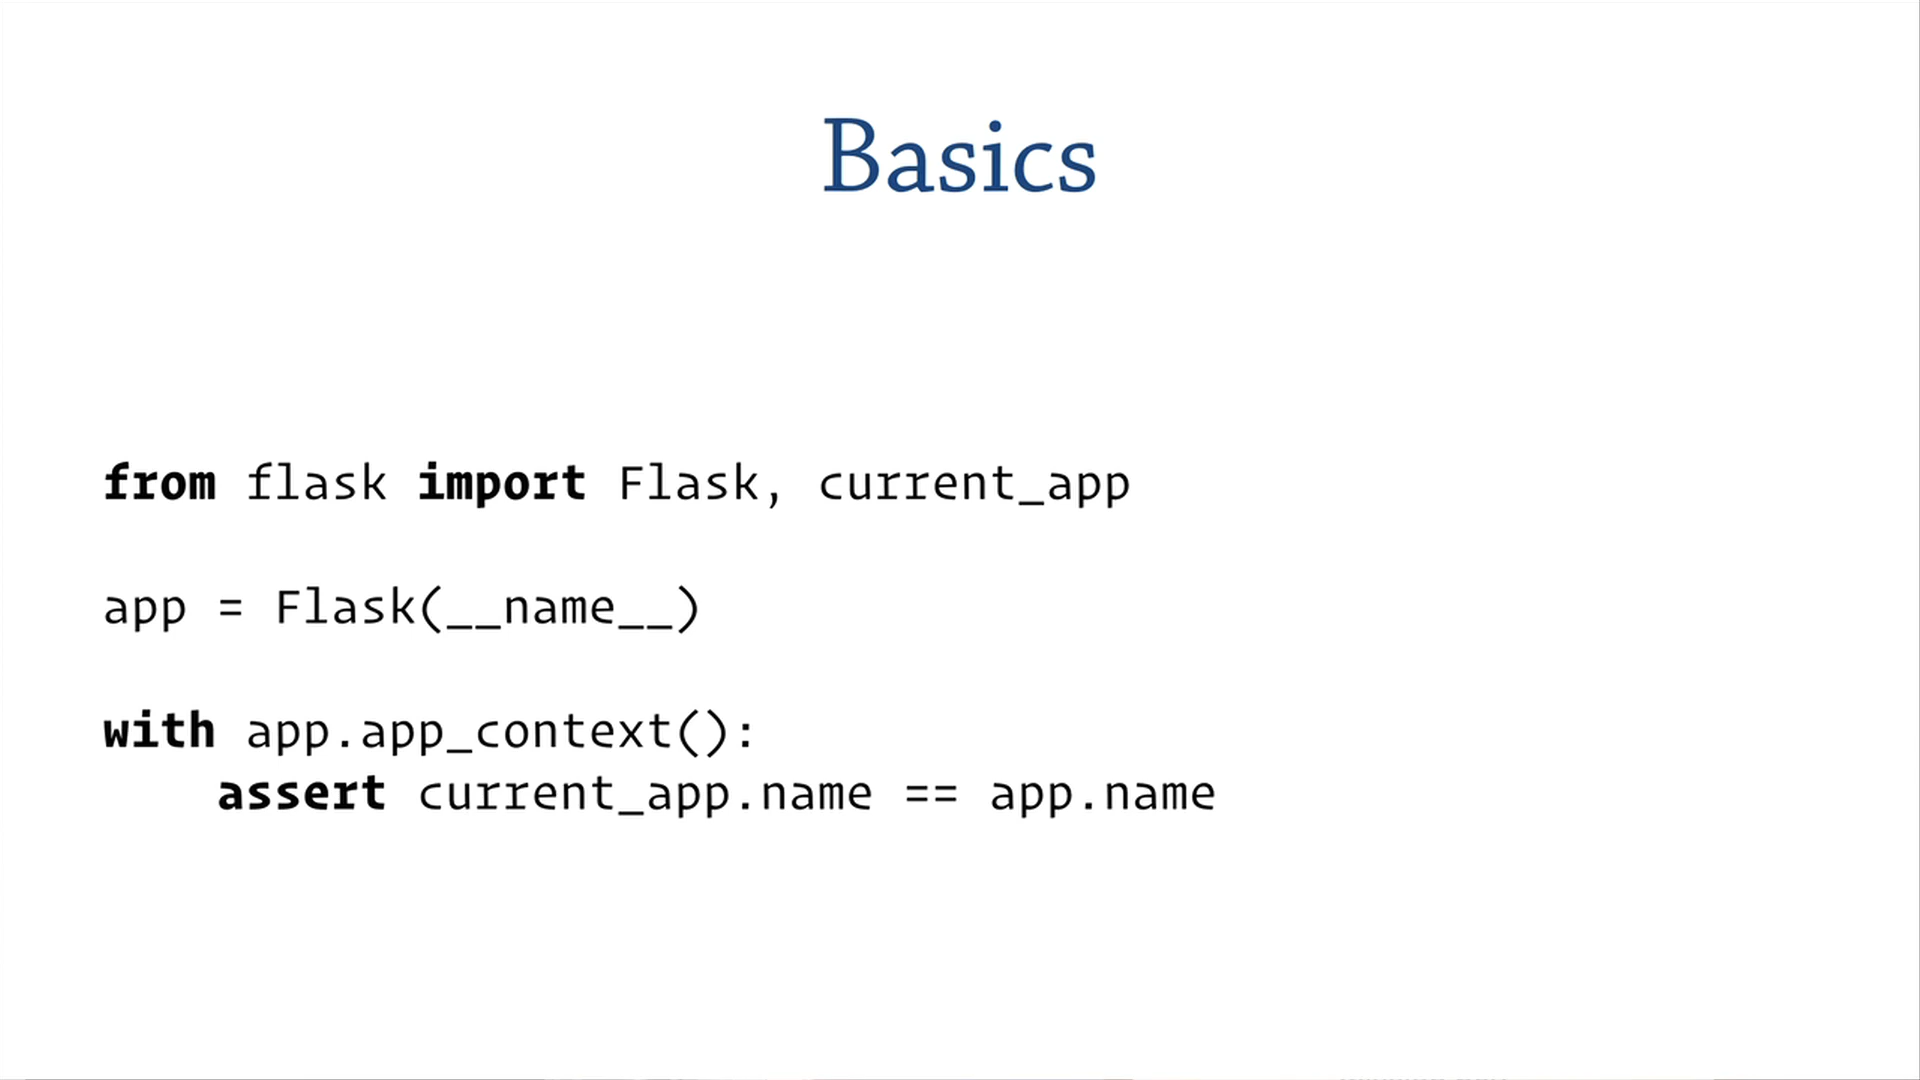 Basics
from flask import Flask, current_app
app = Flask(__name__)
with app.app_context():
    assert current_app.name == app.name